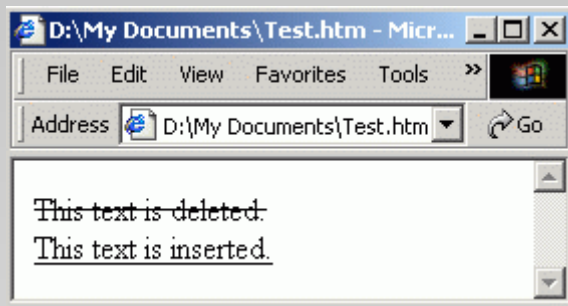 D:\My Documents\Test.htm - Micr...
File Edit View Favorites Tools »
Address D:\My Documents\Test.htm Go
This text is deleted.
This text is inserted.